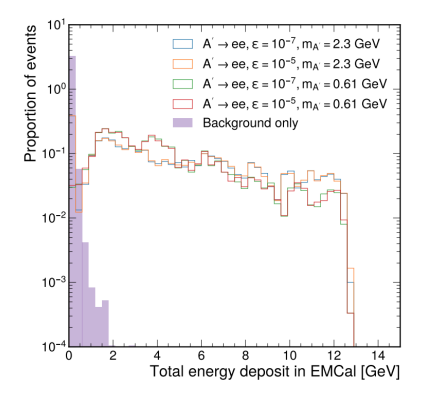 Proportion of events
10¹
10⁰
10⁻¹
10⁻²
10⁻³
10⁻⁴
A′ → ee, ε = 10⁻⁷, m_A′ = 2.3 GeV
A′ → ee, ε = 10⁻⁵, m_A′ = 2.3 GeV
A′ → ee, ε = 10⁻⁷, m_A′ = 0.61 GeV
A′ → ee, ε = 10⁻⁵, m_A′ = 0.61 GeV
Background only
0 2 4 6 8 10 12 14
Total energy deposit in EMCal [GeV]